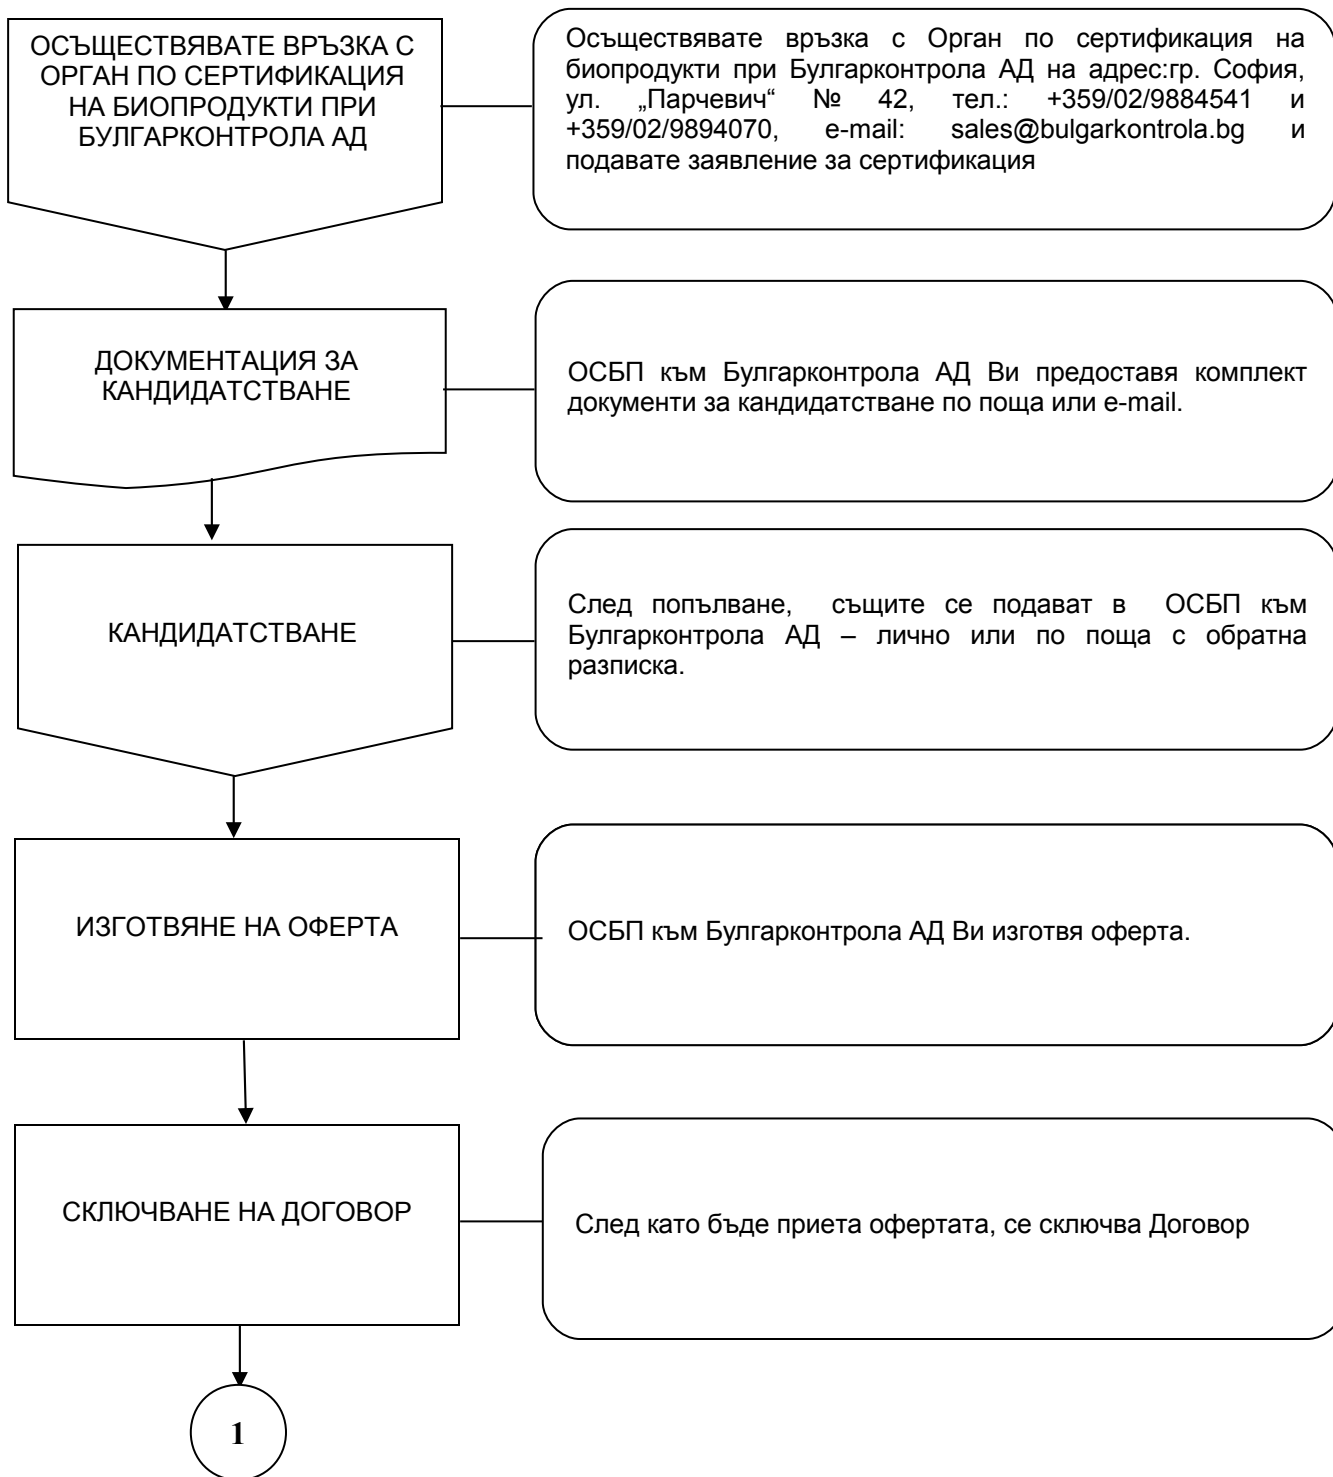 ОСЪЩЕСТВЯВАТЕ ВРЪЗКА С
ОРГАН ПО СЕРТИФИКАЦИЯ
НА БИОПРОДУКТИ ПРИ
БУЛГАРКОНТРОЛА АД
Осъществявате връзка с Орган по сертификация на
биопродукти при Булгарконтрола АД на адрес:гр. София,
ул. „Парчевич“ № 42, тел.: +359/02/9884541 и
+359/02/9894070, e-mail: sales@bulgarkontrola.bg и
подавате заявление за сертификация
ДОКУМЕНТАЦИЯ ЗА
КАНДИДАТСТВАНЕ
ОСБП към Булгарконтрола АД Ви предоставя комплект
документи за кандидатстване по поща или e-mail.
КАНДИДАТСТВАНЕ
След попълване, същите се подават в ОСБП към
Булгарконтрола АД – лично или по поща с обратна
разписка.
ИЗГОТВЯНЕ НА ОФЕРТА
ОСБП към Булгарконтрола АД Ви изготвя оферта.
СКЛЮЧВАНЕ НА ДОГОВОР
След като бъде приета офертата, се сключва Договор
1